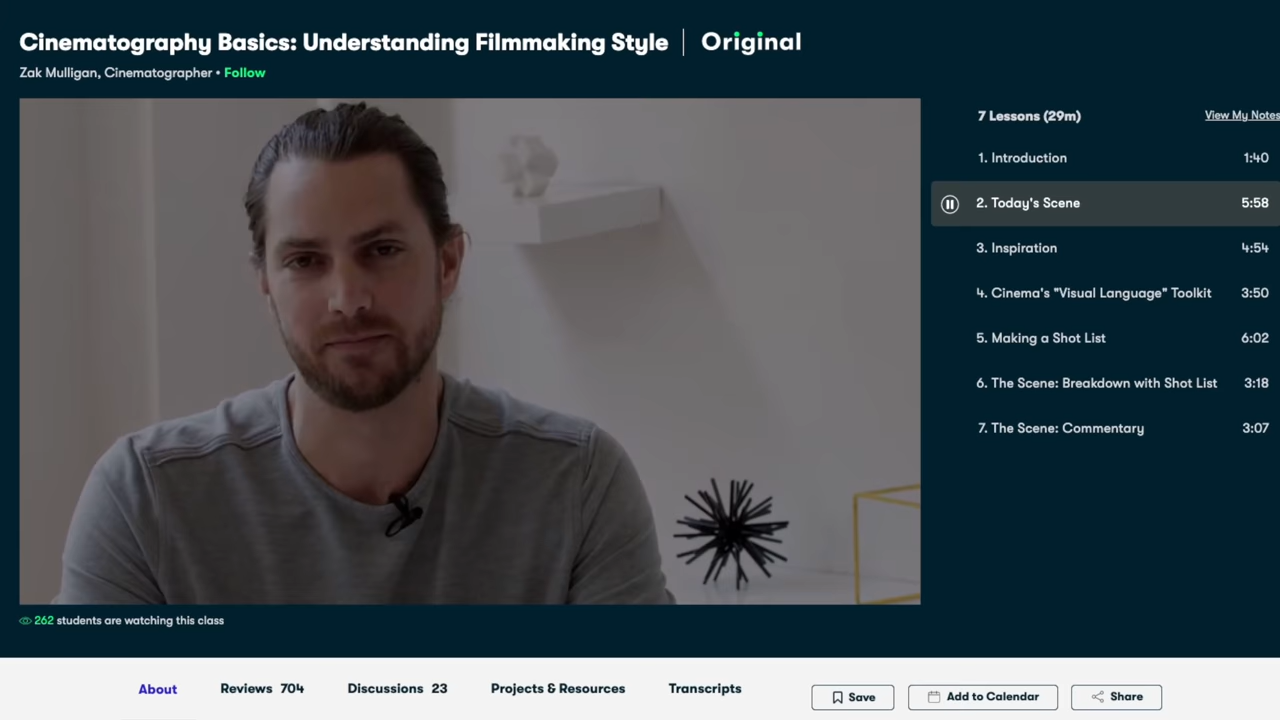 Cinematography Basics: Understanding Filmmaking Style | Original
Zak Mulligan, Cinematographer • Follow
7 Lessons (29m) View My Notes
1. Introduction 1:40
2. Today's Scene 5:58
3. Inspiration 4:54
4. Cinema's "Visual Language" Toolkit 3:50
5. Making a Shot List 6:02
6. The Scene: Breakdown with Shot List 3:18
7. The Scene: Commentary 3:07
262 students are watching this class
About Reviews 704 Discussions 23 Projects & Resources Transcripts Save Add to Calendar Share